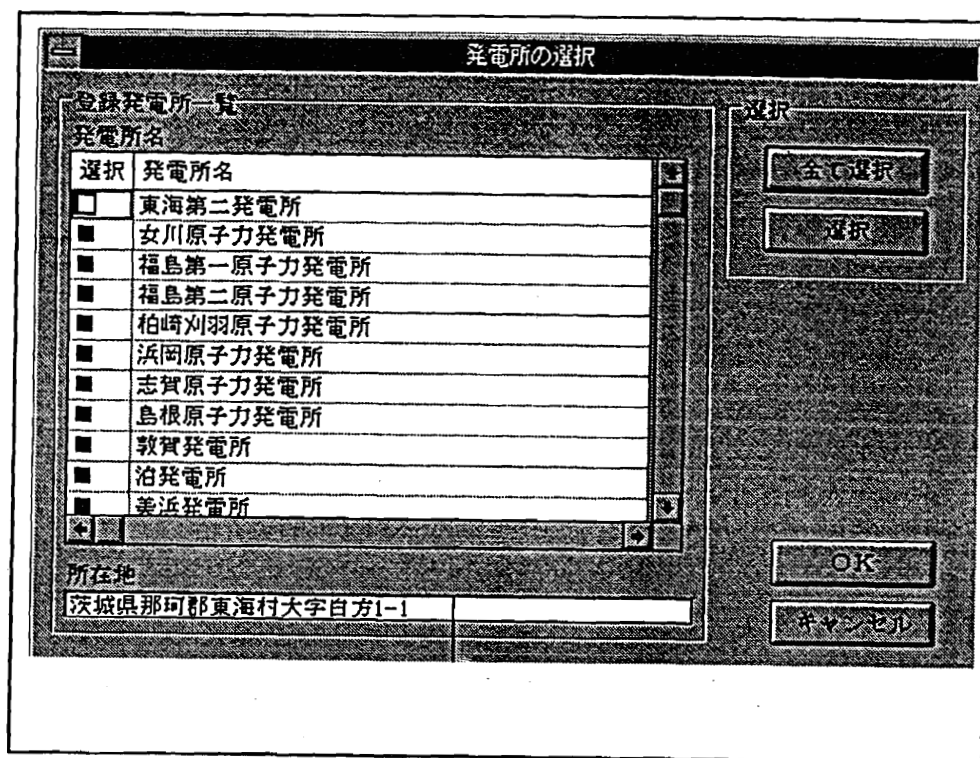 発電所の選択
登録発電所一覧
発電所名
選択 発電所名
東海第二発電所
女川原子力発電所
福島第一原子力発電所
福島第二原子力発電所
柏崎刈羽原子力発電所
浜岡原子力発電所
志賀原子力発電所
島根原子力発電所
敦賀発電所
泊発電所
美浜発電所
所在地
茨城県那珂郡東海村大字白方1-1
選択
全て選択
選択
OK
キャンセル